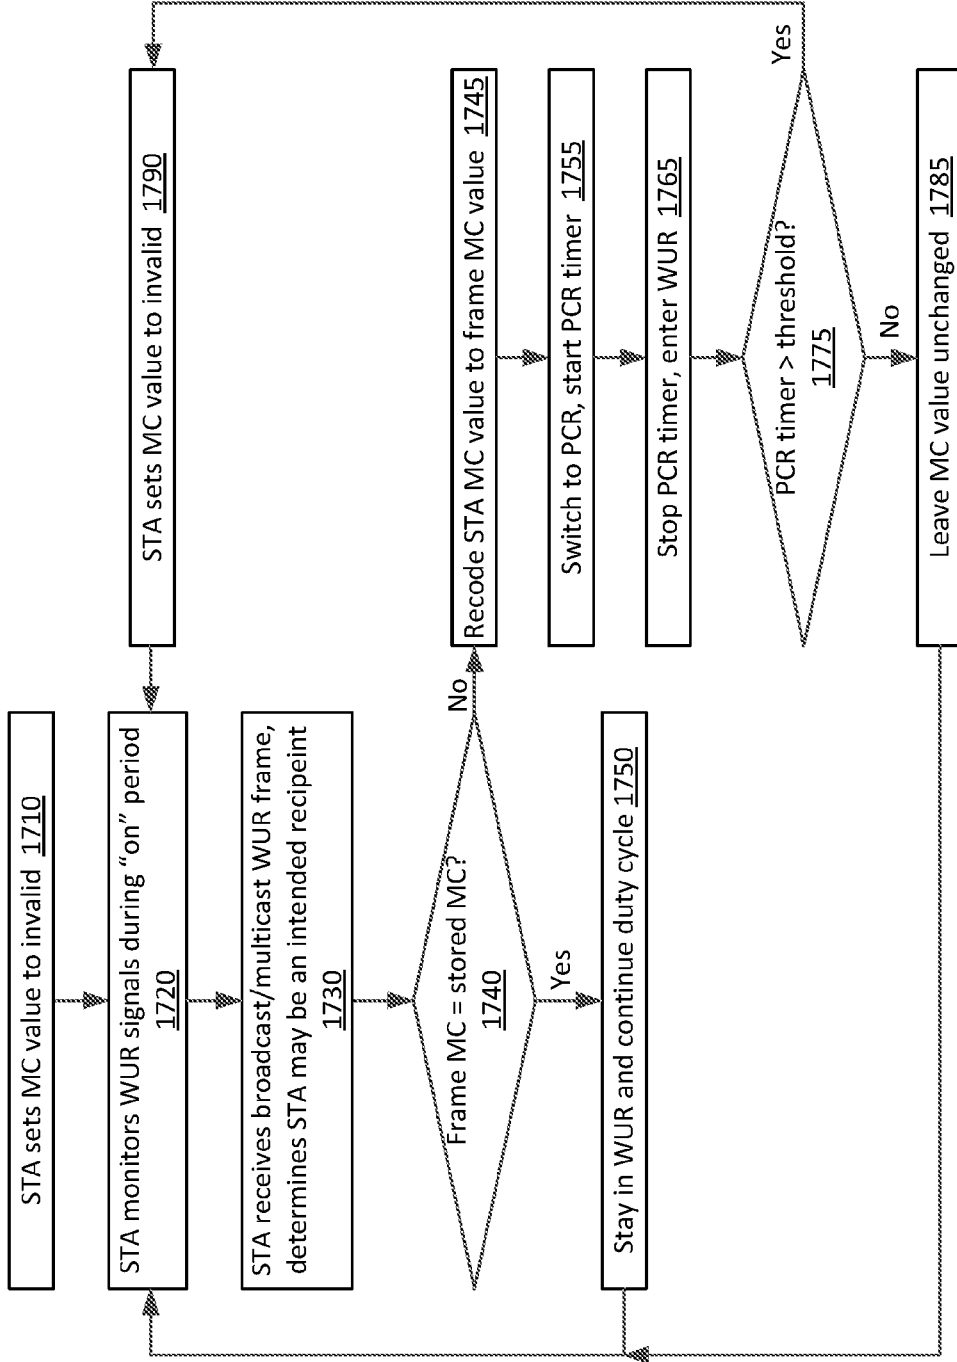 STA sets MC value to invalid 1710
STA monitors WUR signals during “on” period
1720
STA receives broadcast/multicast WUR frame,
determines STA may be an intended recipeint
1730
Frame MC = stored MC?
1740
Yes
No
Stay in WUR and continue duty cycle 1750
STA sets MC value to invalid 1790
Recode STA MC value to frame MC value 1745
Switch to PCR, start PCR timer 1755
Stop PCR timer, enter WUR 1765
PCR timer > threshold?
1775
Yes
No
Leave MC value unchanged 1785